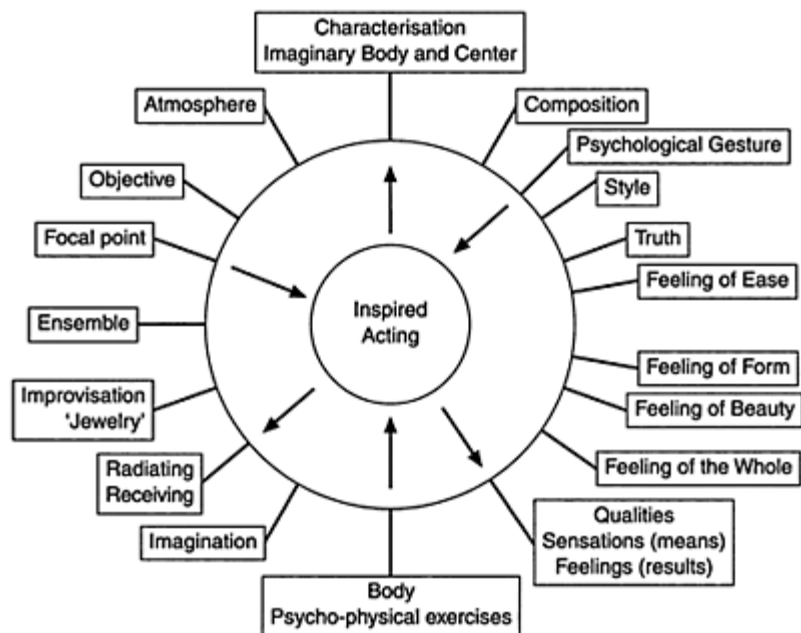 Characterisation
Imaginary Body and Center
Atmosphere
Composition
Psychological Gesture
Objective
Style
Focal point
Truth
Feeling of Ease
Inspired
Acting
Ensemble
Feeling of Form
Improvisation
'Jewelry'
Feeling of Beauty
Radiating
Receiving
Feeling of the Whole
Imagination
Qualities
Sensations (means)
Feelings (results)
Body
Psycho-physical exercises